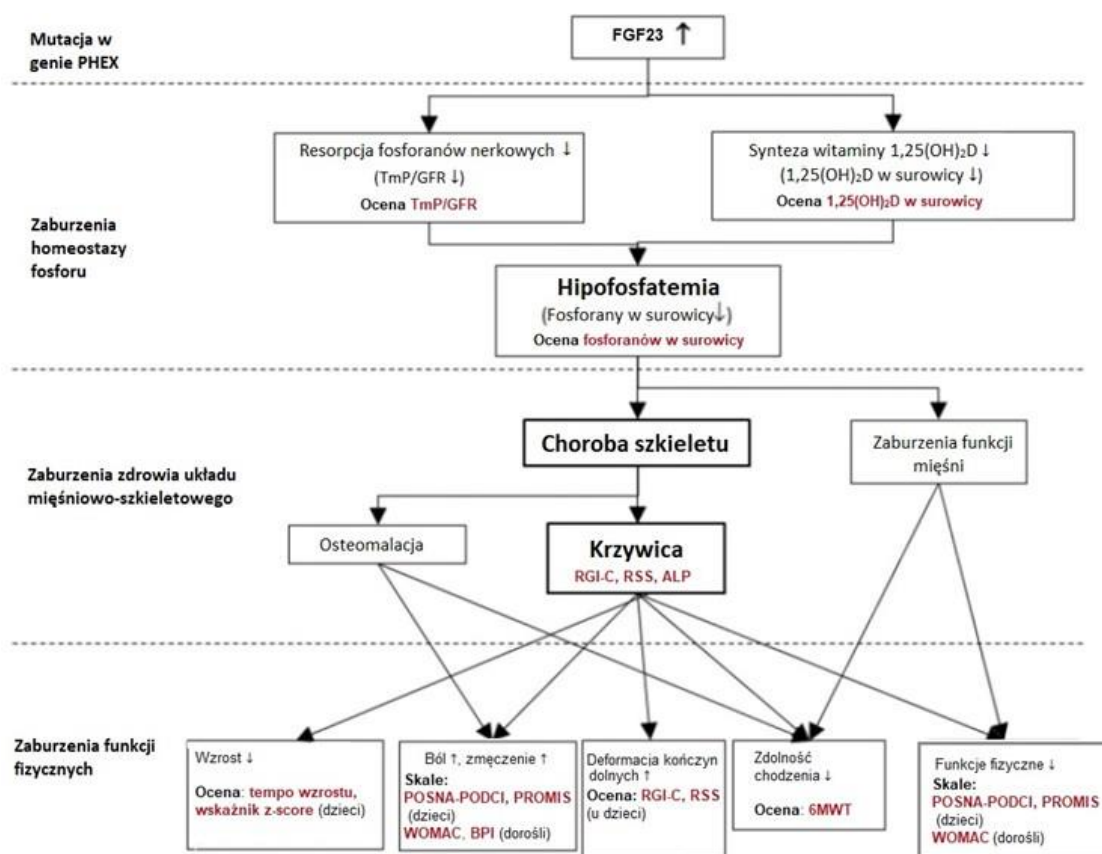 Mutacja w
genie PHEX
FGF23 ↑
Resorpcja fosforanów nerkowych ↓
(TmP/GFR ↓)
Ocena TmP/GFR
Synteza witaminy 1,25(OH)₂D ↓
(1,25(OH)₂D w surowicy ↓)
Ocena 1,25(OH)₂D w surowicy
Zaburzenia
homeostazy
fosforu
Hipofosfatemia
(Fosforany w surowicy↓)
Ocena fosforanów w surowicy
Zaburzenia zdrowia układu
mięśniowo-szkieletowego
Choroba szkieletu
Zaburzenia funkcji
mięśni
Osteomalacja
Krzywica
RGI-C, RSS, ALP
Zaburzenia funkcji
fizycznych
Wzrost ↓
Ocena: tempo wzrostu,
wskaźnik z-score (dzieci)
Ból ↑, zmęczenie ↑
Skale:
POSNA-PODCI, PROMIS
(dzieci)
WOMAC, BPI (dorośli)
Deformacja kończyn
dolnych ↑
Ocena: RGI-C, RSS
(u dzieci)
Zdolność
chodzenia ↓
Ocena: 6MWT
Funkcje fizyczne ↓
Skale:
POSNA-PODCI, PROMIS
(dzieci)
WOMAC (dorośli)